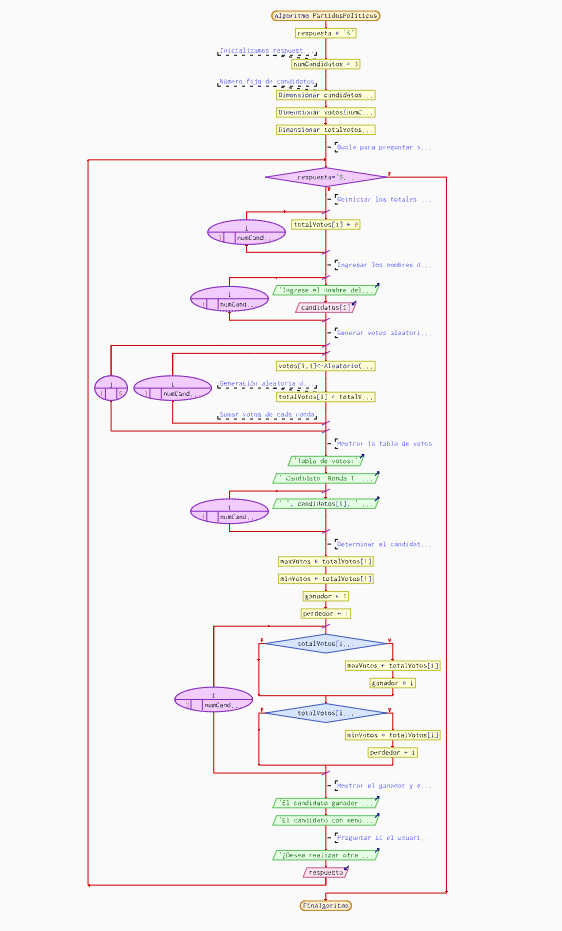 Algoritmo PartidosPoliticos
respuesta ← 'S'
Inicializamos respuest...
numCandidatos ← 3
Número fijo de candidatos
Dimensionar candidatos...
Dimensionar votos[numC...
Dimensionar totalVotos...
Bucle para preguntar s...
respuesta='S...
F
V
Reiniciar los totales ...
i
1
numCand...
totalVotos[i] ← 0
Ingresar los nombres d...
i
1
numCand...
'Ingrese el nombre del...
candidatos[i]
Generar votos aleatori...
j
1
5
i
1
numCand...
votos[i,j]←Aleatorio(...
Generación aleatoria d...
totalVotos[i] ← totalV...
Sumar votos de cada ronda
Mostrar la tabla de votos
'Tabla de votos:'
' Candidato Ronda 1 ...
i
1
numCand...
' ', candidatos[i], ' ...
Determinar el candidat...
maxVotos ← totalVotos[1]
minVotos ← totalVotos[1]
ganador ← 1
perdedor ← 1
i
2
numCand...
F
totalVotos[i...
V
maxVotos ← totalVotos[i]
ganador ← i
F
totalVotos[i...
V
minVotos ← totalVotos[i]
perdedor ← i
Mostrar el ganador y e...
'El candidato ganador ...
'El candidato con meno...
Preguntar si el usuari...
'¿Desea realizar otra ...
respuesta
FinAlgoritmo